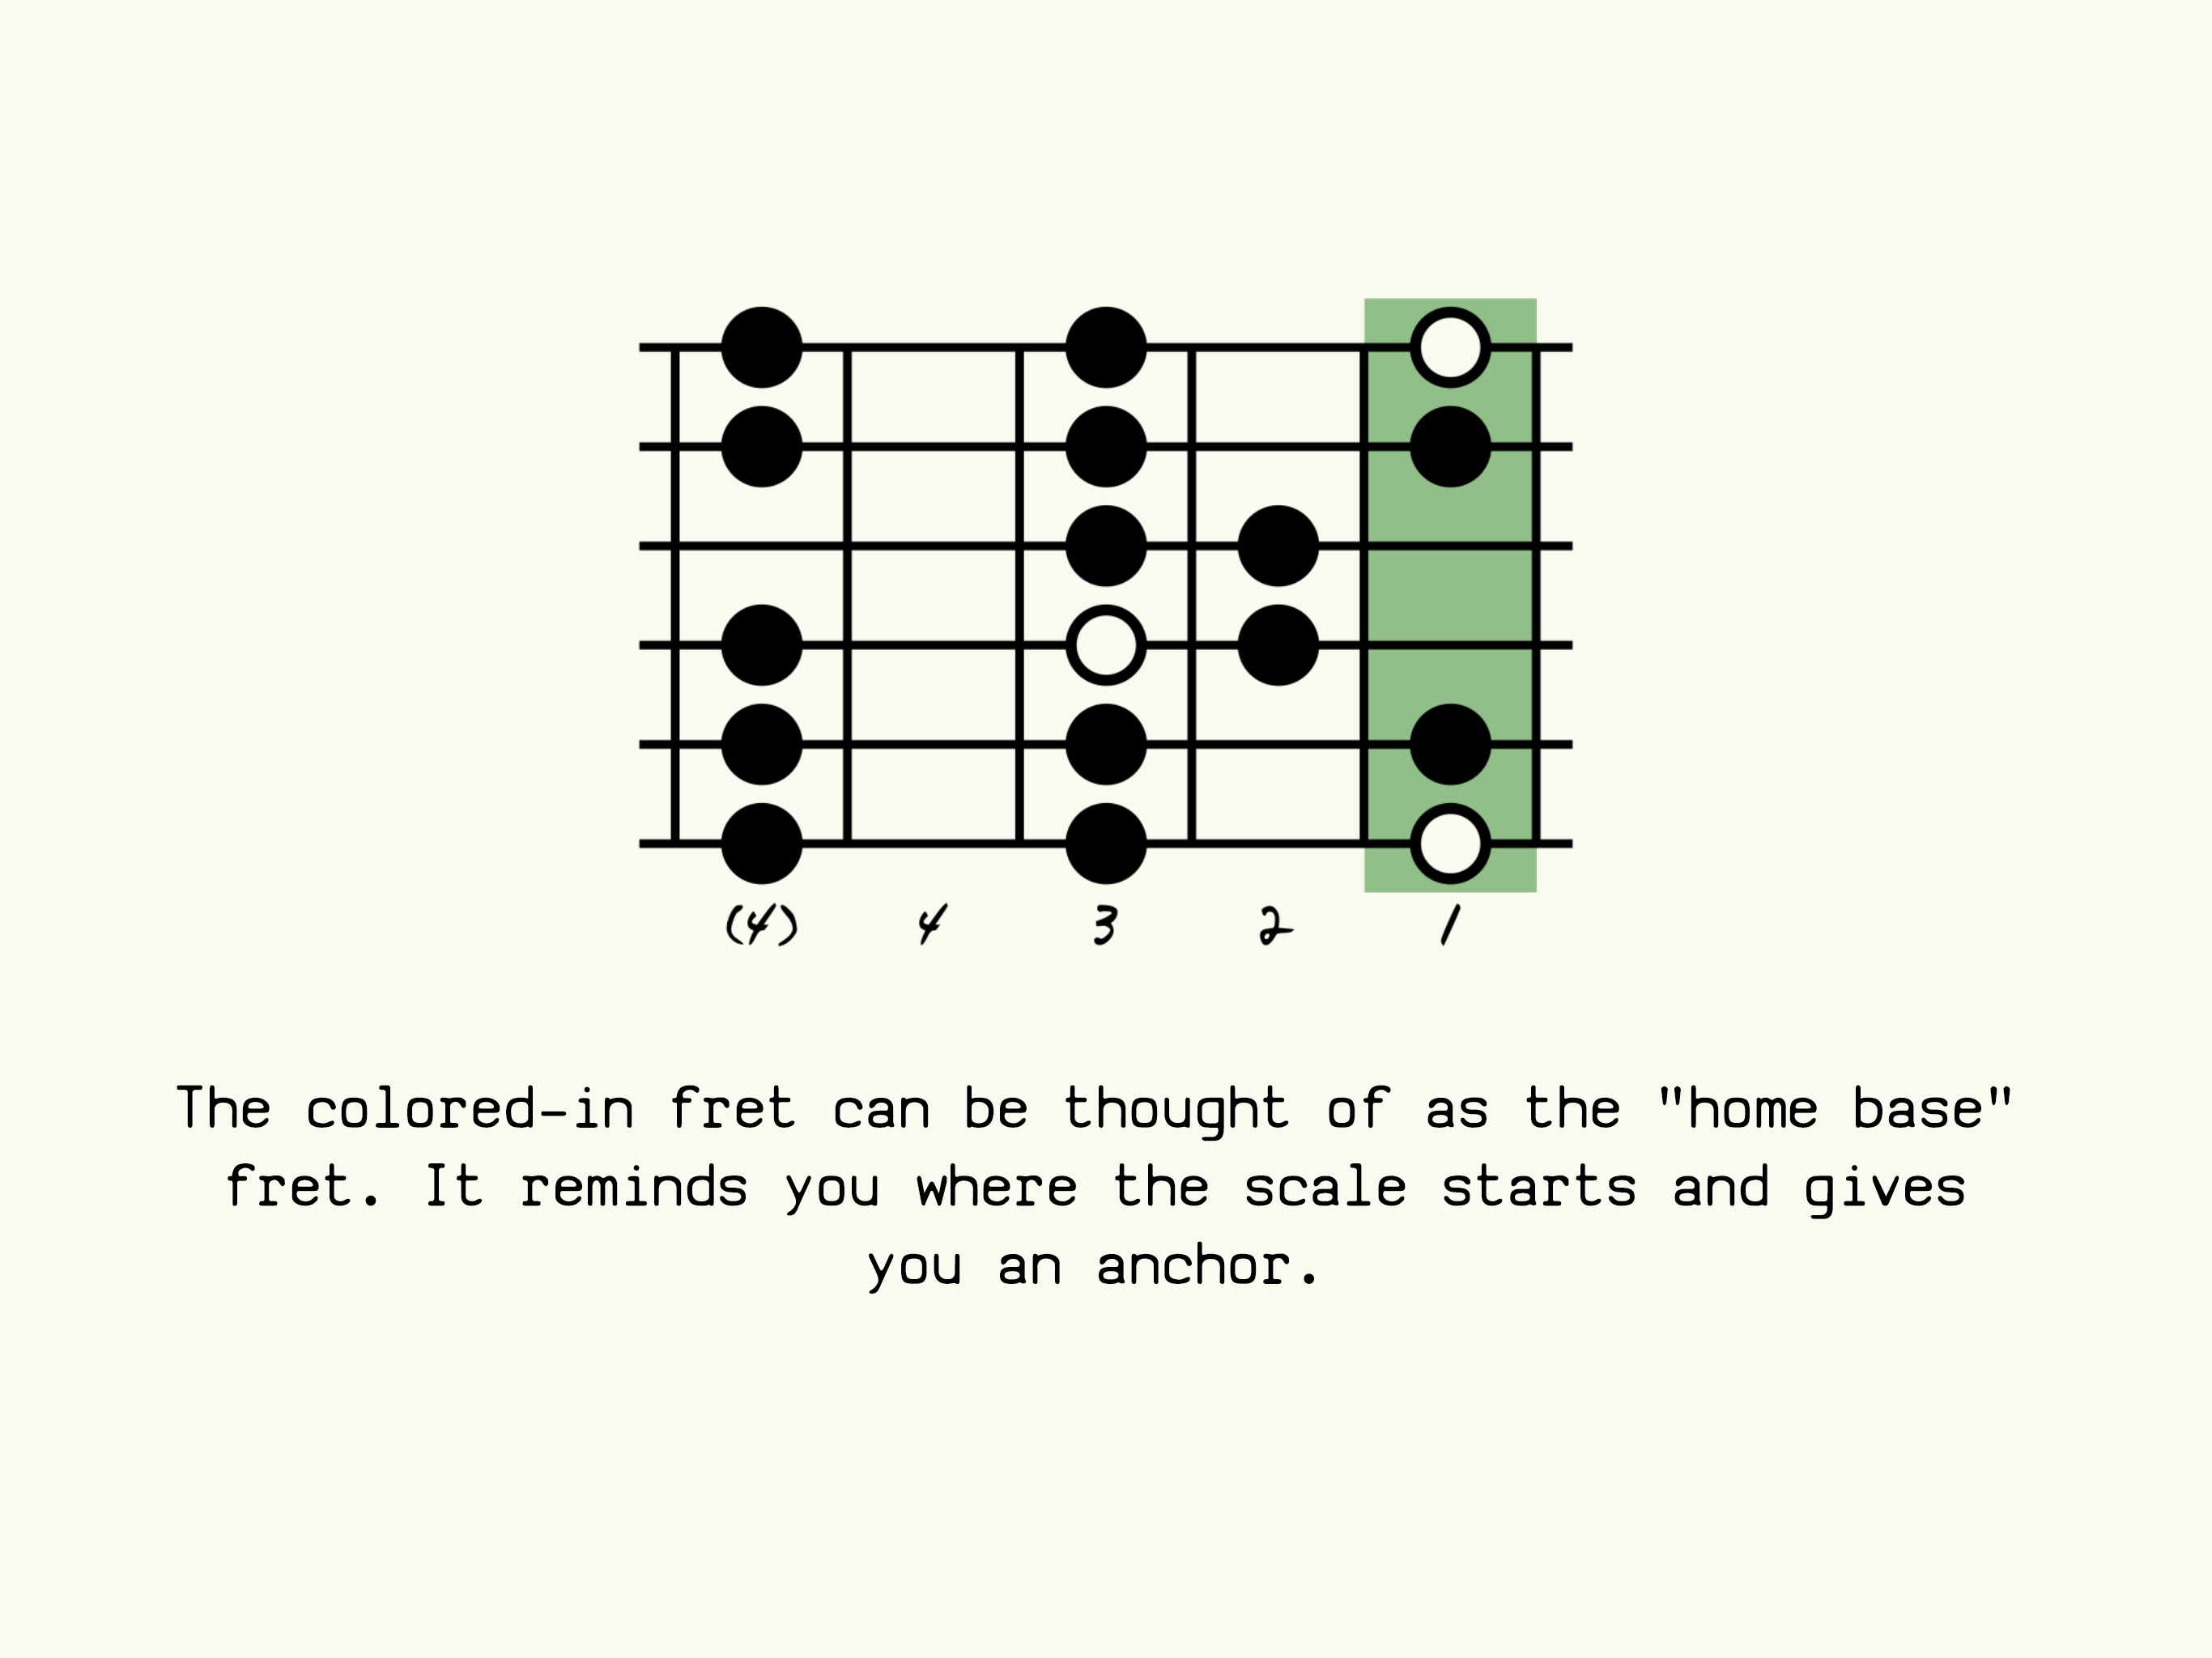 (4) 4 3 2 1
The colored-in fret can be thought of as the "home base"
fret. It reminds you where the scale starts and gives
you an anchor.